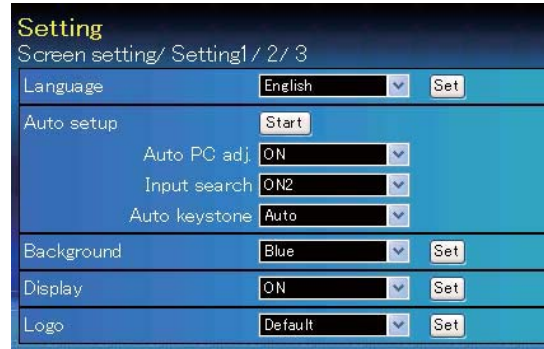 Setting
Screen setting/ Setting1/ 2/ 3
Language English Set
Auto setup Start
Auto PC adj. ON
Input search ON2
Auto keystone Auto
Background Blue Set
Display ON Set
Logo Default Set